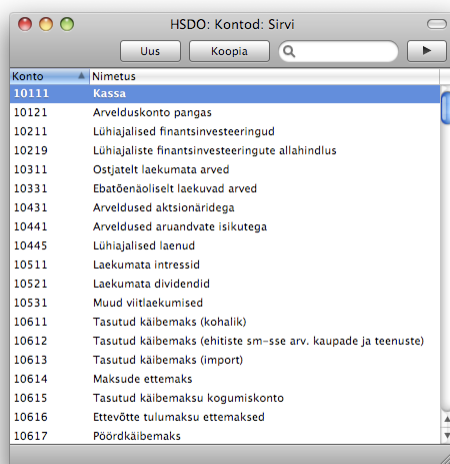 HSDO: Kontod: Sirvi
Uus Koopia
Konto Nimetus
10111 Kassa
10121 Arvelduskonto pangas
10211 Lühiajalised finantsinvesteeringud
10219 Lühiajaliste finantsinvesteeringute allahindlus
10311 Ostjatelt laekumata arved
10331 Ebatõenäoliselt laekuvad arved
10431 Arveldused aktsionäridega
10441 Arveldused aruandvate isikutega
10445 Lühiajalised laenud
10511 Laekumata intressid
10521 Laekumata dividendid
10531 Muud viitlaekumised
10611 Tasutud käibemaks (kohalik)
10612 Tasutud käibemaks (ehitiste sm-sse arv. kaupade ja teenuste)
10613 Tasutud käibemaks (import)
10614 Maksude ettemaks
10615 Tasutud käibemaksu kogumiskonto
10616 Ettevõtte tulumaksu ettemaksed
10617 Pöördkäibemaks